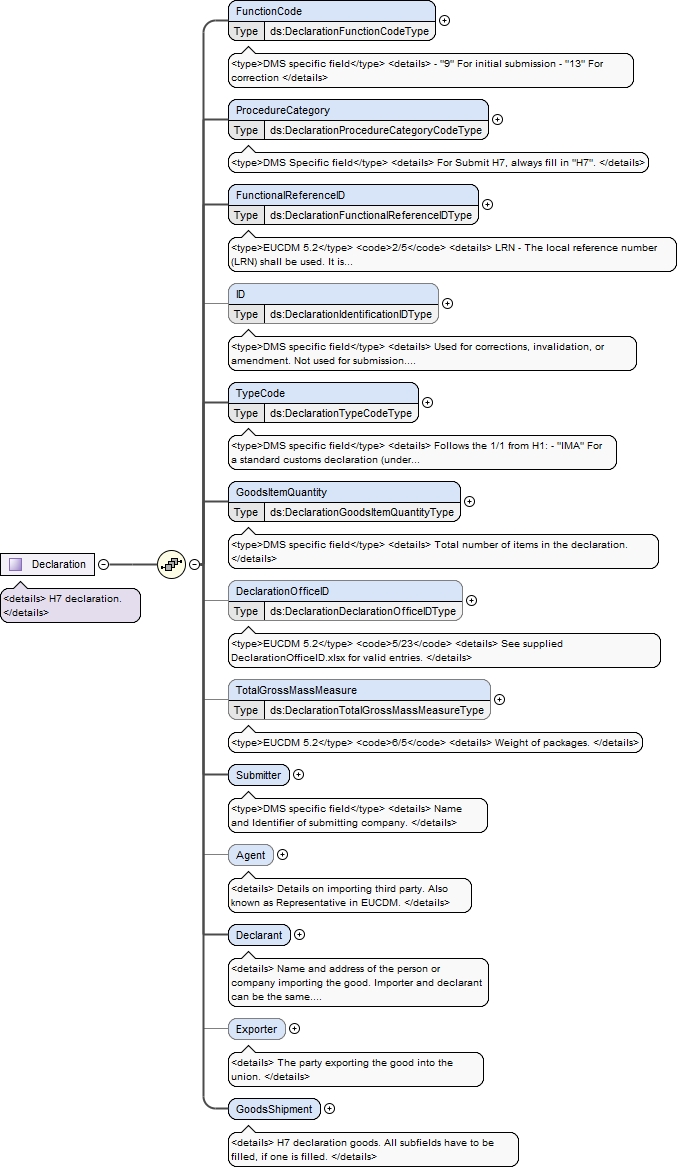 FunctionCode
Type ds:DeclarationFunctionCodeType
<type>DMS specific field</type> <details> - "9" For initial submission - "13" For
correction </details>
ProcedureCategory
Type ds:DeclarationProcedureCategoryCodeType
<type>DMS Specific field</type> <details> For Submit H7, always fill in "H7". </details>
FunctionalReferenceID
Type ds:DeclarationFunctionalReferenceIDType
<type>EUCDM 5.2</type> <code>2/5</code> <details> LRN - The local reference number
(LRN) shall be used. It is...
ID
Type ds:DeclarationIdentificationIDType
<type>DMS specific field</type> <details> Used for corrections, invalidation, or
amendment. Not used for submission....
TypeCode
Type ds:DeclarationTypeCodeType
<type>DMS specific field</type> <details> Follows the 1/1 from H1: - "IMA" For
a standard customs declaration (under...
GoodsItemQuantity
Type ds:DeclarationGoodsItemQuantityType
<type>DMS specific field</type> <details> Total number of items in the declaration.
</details>
Declaration
<details> H7 declaration.
</details>
DeclarationOfficeID
Type ds:DeclarationDeclarationOfficeIDType
<type>EUCDM 5.2</type> <code>5/23</code> <details> See supplied
DeclarationOfficeID.xlsx for valid entries. </details>
TotalGrossMassMeasure
Type ds:DeclarationTotalGrossMassMeasureType
<type>EUCDM 5.2</type> <code>6/5</code> <details> Weight of packages. </details>
Submitter
<type>DMS specific field</type> <details> Name
and Identifier of submitting company. </details>
Agent
<details> Details on importing third party. Also
known as Representative in EUCDM. </details>
Declarant
<details> Name and address of the person or
company importing the good. Importer and declarant
can be the same....
Exporter
<details> The party exporting the good into the
union. </details>
GoodsShipment
<details> H7 declaration goods. All subfields have to be
filled, if one is filled. </details>